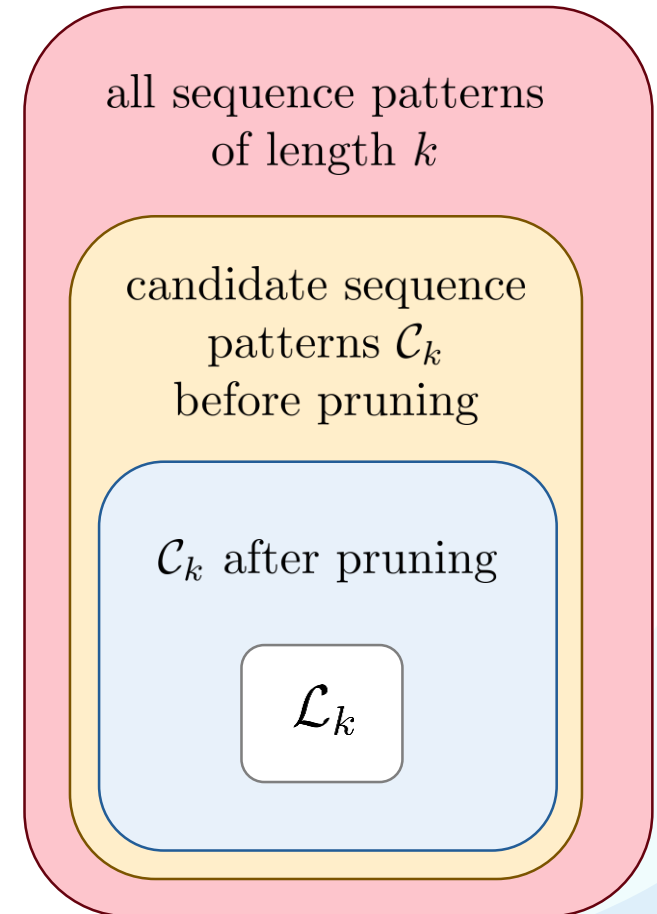 all sequence patterns
of length k
candidate sequence
patterns 𝒞ₖ
before pruning
𝒞ₖ after pruning
ℒₖ